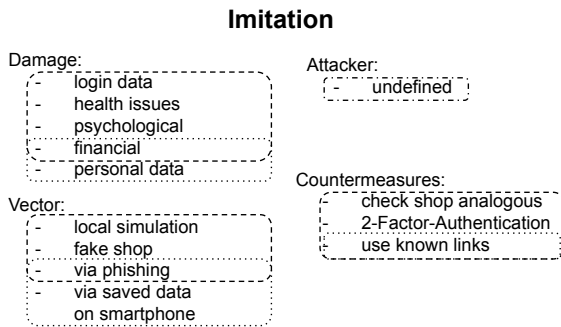 Imitation
Damage:
- login data
- health issues
- psychological
- financial
- personal data
Attacker:
- undefined
Vector:
- local simulation
- fake shop
- via phishing
- via saved data
on smartphone
Countermeasures:
- check shop analogous
- 2-Factor-Authentication
- use known links